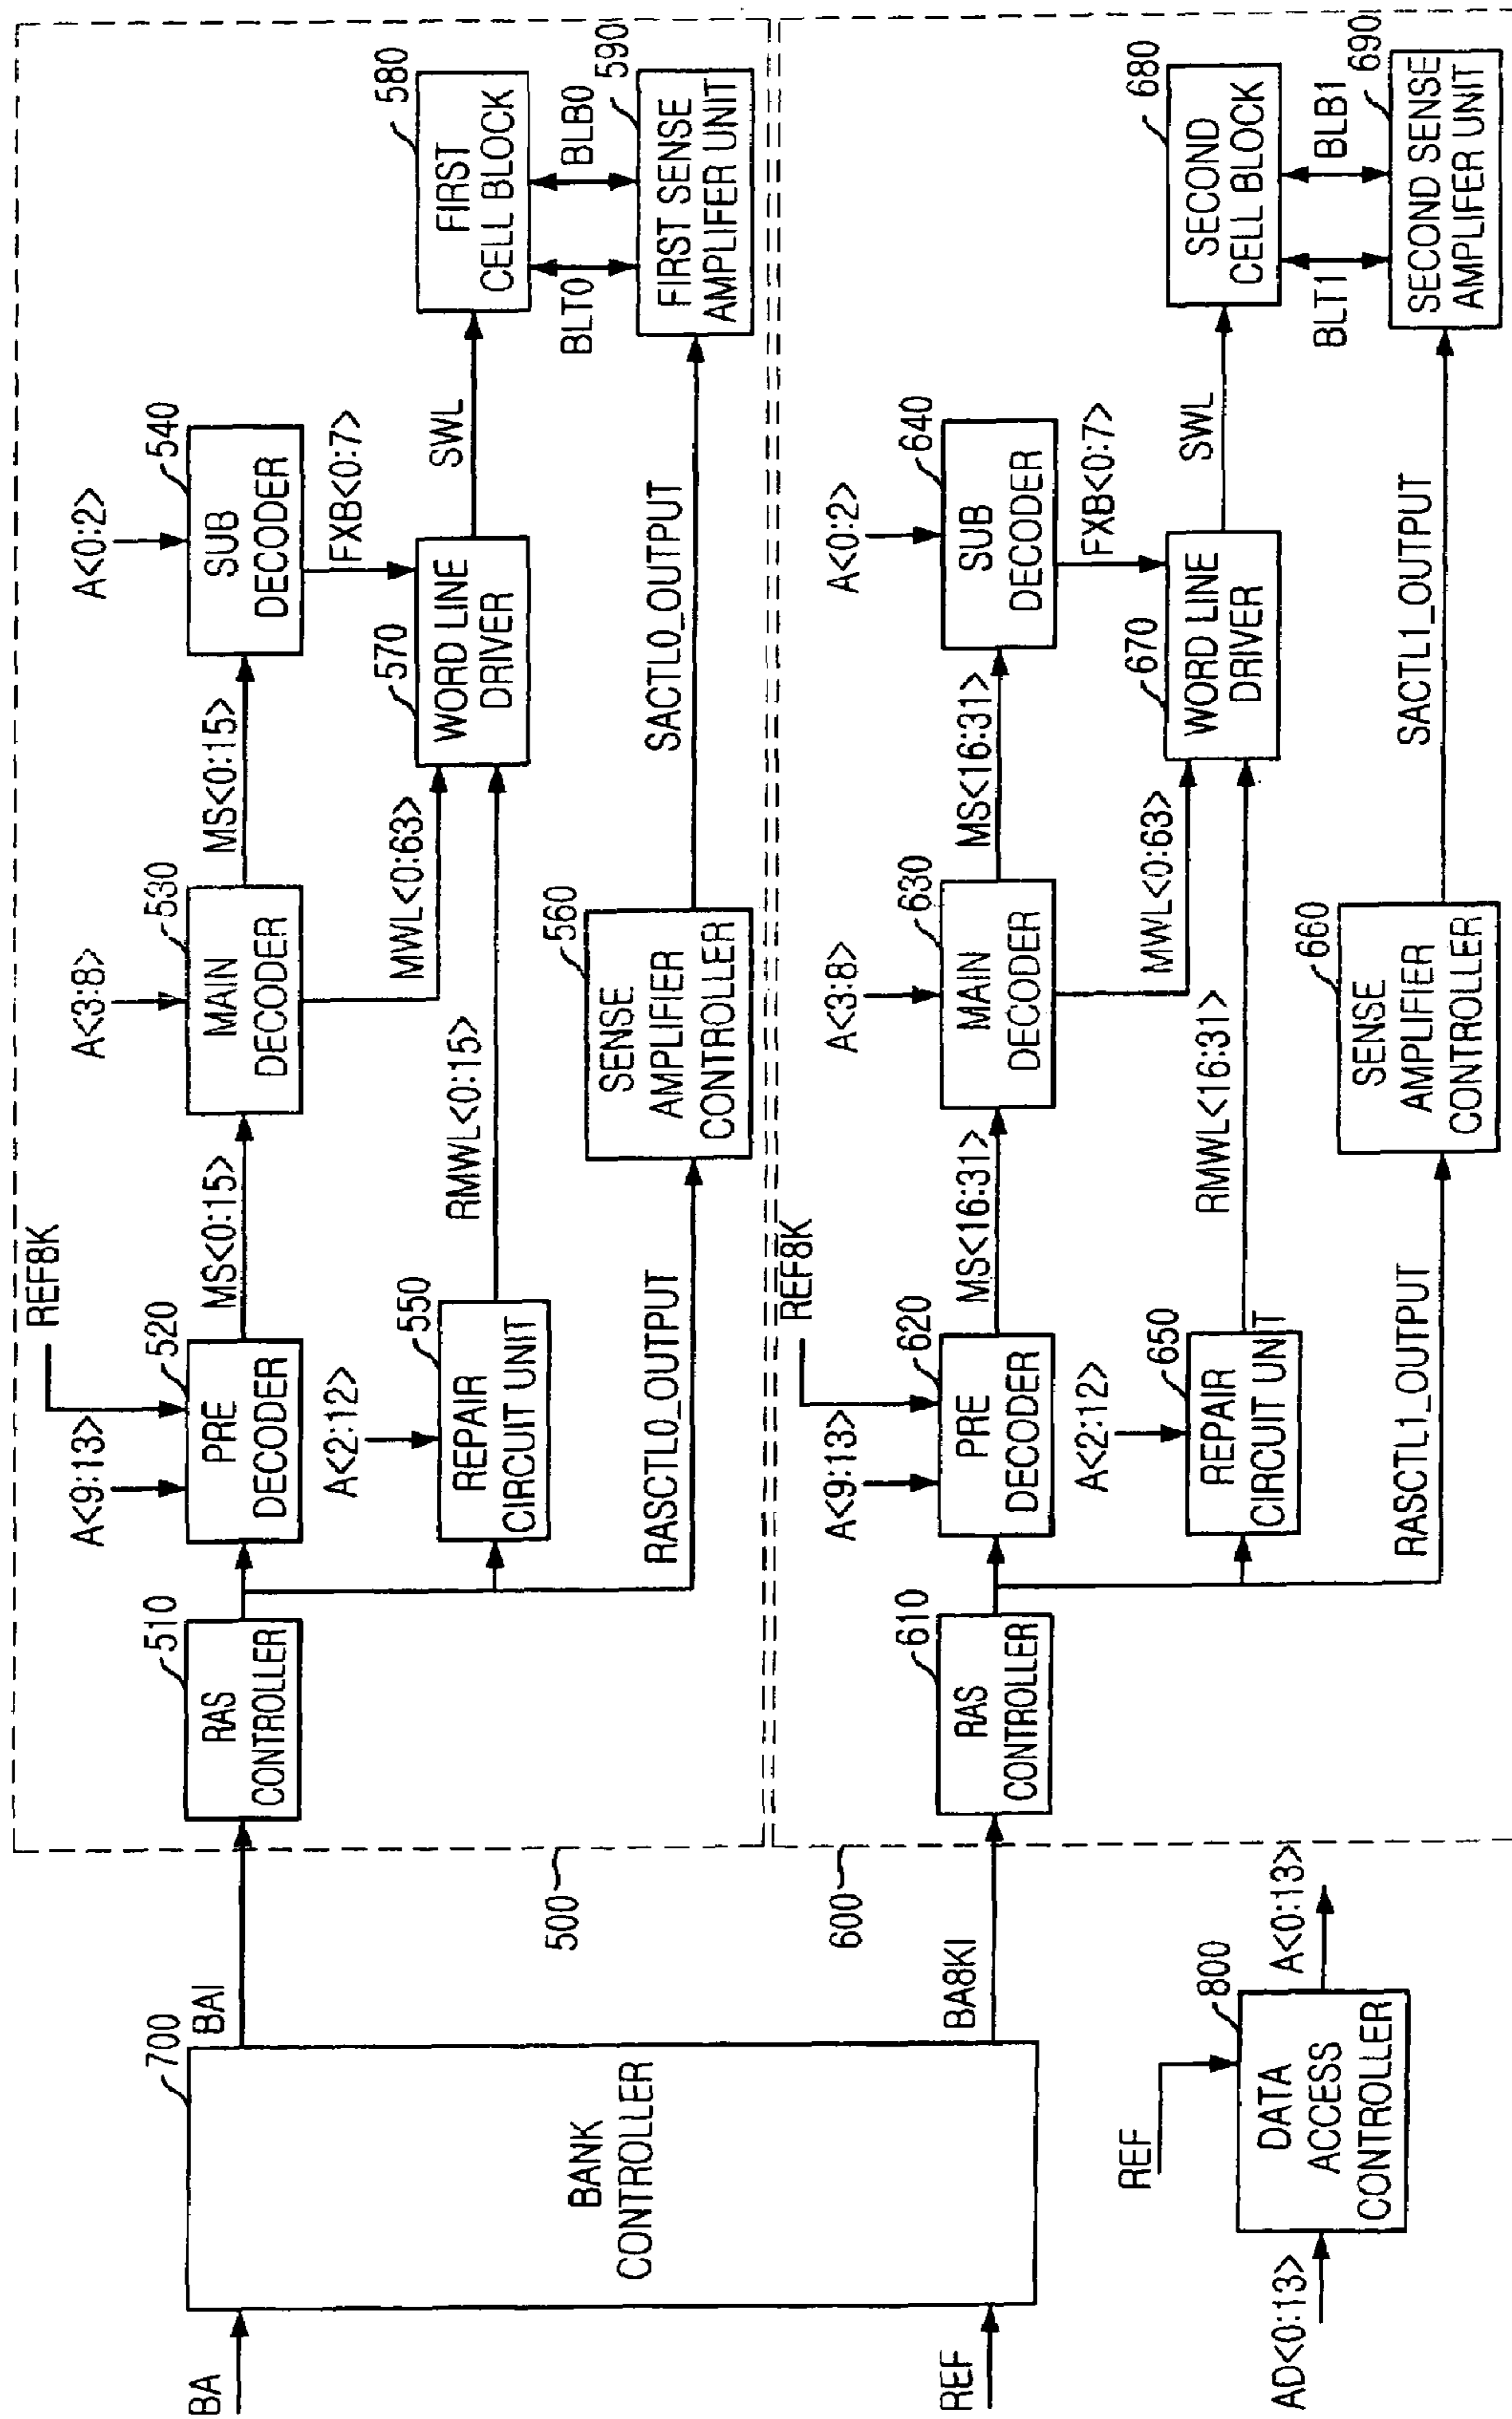 BA
REF
BANK
CONTROLLER
700
BAI
BA8KI
AD<0:13>
REF
DATA
ACCESS
CONTROLLER
800
A<0:13>
500
RAS
CONTROLLER
510
A<9:13>
REF8K
PRE
DECODER
520
MS<0:15>
A<3:8>
MAIN
DECODER
530
MS<0:15>
A<0:2>
SUB
DECODER
540
A<2:12>
REPAIR
CIRCUIT UNIT
550
RMWL<0:15>
MWL<0:63>
FXB<0:7>
570
WORD LINE
DRIVER
SWL
FIRST
CELL BLOCK
580
RASCTL0_OUTPUT
SENSE
AMPLIFIER
CONTROLLER
560
SACTL0_OUTPUT
BLT0
BLB0
FIRST SENSE
AMPLIFER UNIT
590
600
RAS
CONTROLLER
610
A<9:13>
REF8K
PRE
DECODER
620
MS<16:31>
A<3:8>
MAIN
DECODER
630
MS<16:31>
A<0:2>
SUB
DECODER
640
A<2:12>
REPAIR
CIRCUIT UNIT
650
RMWL<16:31>
MWL<0:63>
FXB<0:7>
670
WORD LINE
DRIVER
SWL
SECOND
CELL BLOCK
680
RASCTL1_OUTPUT
SENSE
AMPLIFIER
CONTROLLER
660
SACTL1_OUTPUT
BLT1
BLB1
SECOND SENSE
AMPLIFER UNIT
690